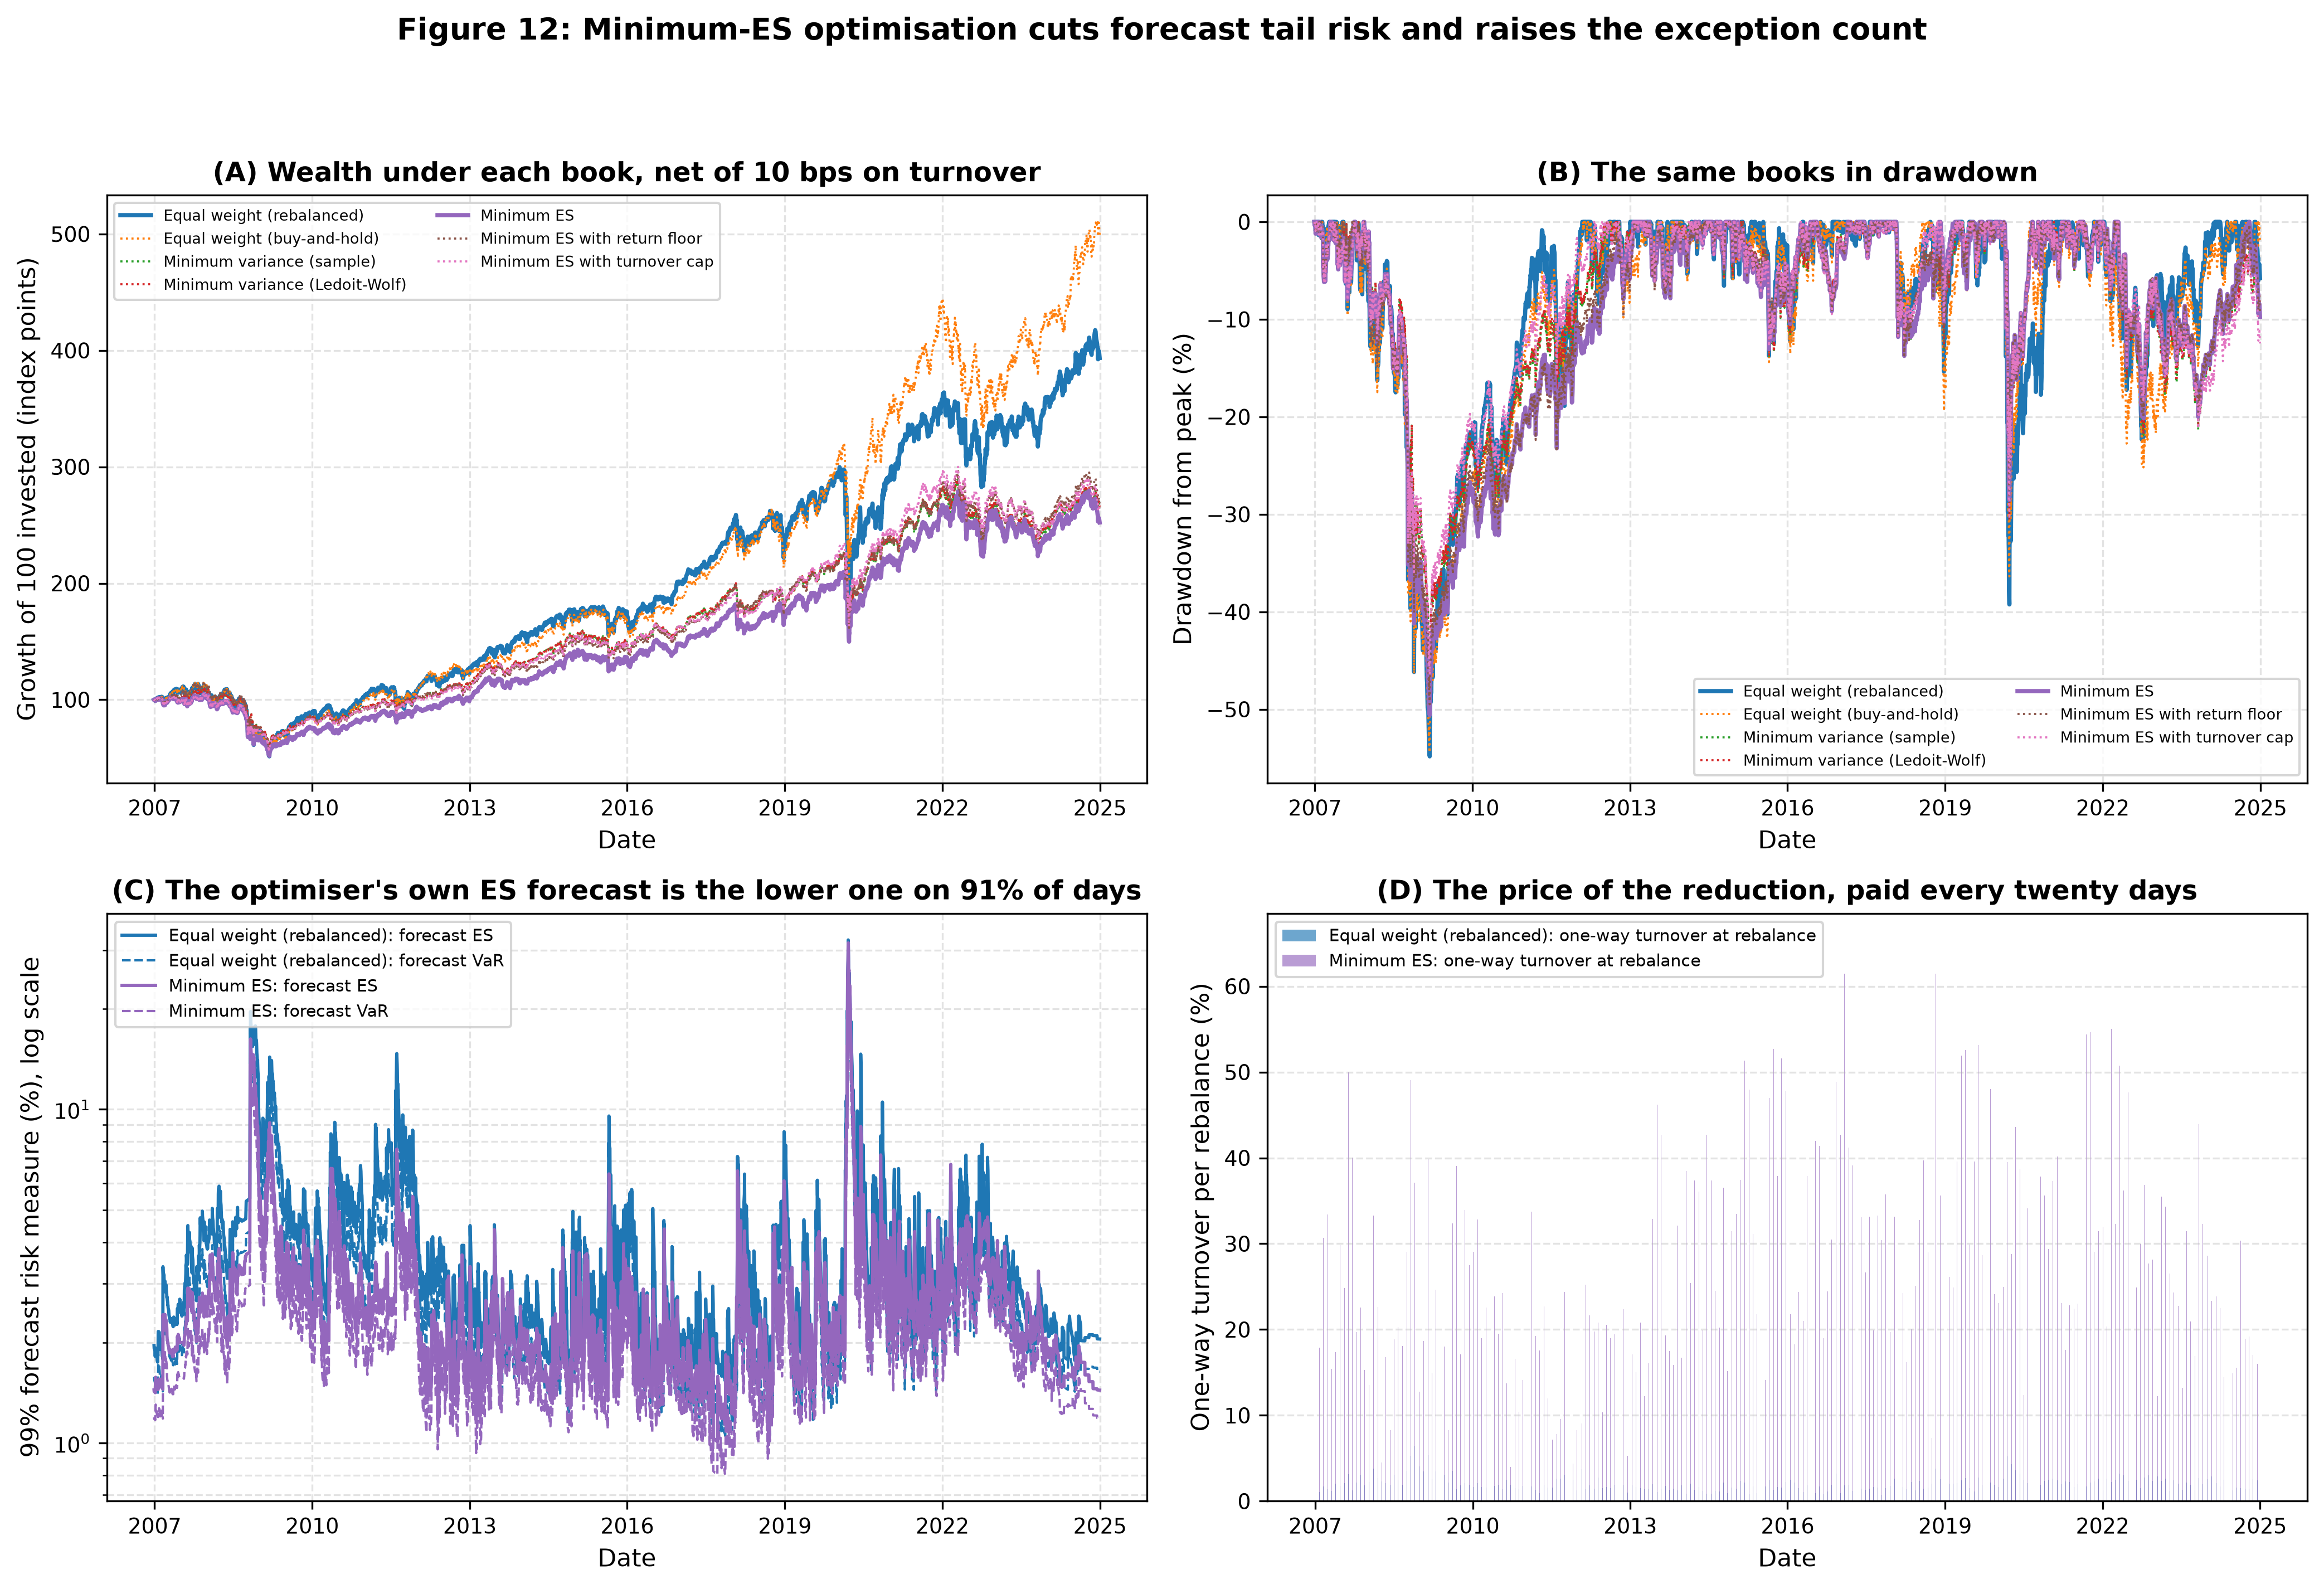 Figure 12: Minimum-ES optimisation cuts forecast tail risk and raises the exception count
(A) Wealth under each book, net of 10 bps on turnover
Growth of 100 invested (index points)
500
400
300
200
100
Equal weight (rebalanced)
Equal weight (buy-and-hold)
Minimum variance (sample)
Minimum variance (Ledoit-Wolf)
Minimum ES
Minimum ES with return floor
Minimum ES with turnover cap
2007 2010 2013 2016 2019 2022 2025
Date
(B) The same books in drawdown
Drawdown from peak (%)
0
−10
−20
−30
−40
−50
Equal weight (rebalanced)
Equal weight (buy-and-hold)
Minimum variance (sample)
Minimum variance (Ledoit-Wolf)
Minimum ES
Minimum ES with return floor
Minimum ES with turnover cap
2007 2010 2013 2016 2019 2022 2025
Date
(C) The optimiser's own ES forecast is the lower one on 91% of days
99% forecast risk measure (%), log scale
10¹
10⁰
Equal weight (rebalanced): forecast ES
Equal weight (rebalanced): forecast VaR
Minimum ES: forecast ES
Minimum ES: forecast VaR
2007 2010 2013 2016 2019 2022 2025
Date
(D) The price of the reduction, paid every twenty days
One-way turnover per rebalance (%)
60
50
40
30
20
10
0
Equal weight (rebalanced): one-way turnover at rebalance
Minimum ES: one-way turnover at rebalance
2007 2010 2013 2016 2019 2022 2025
Date